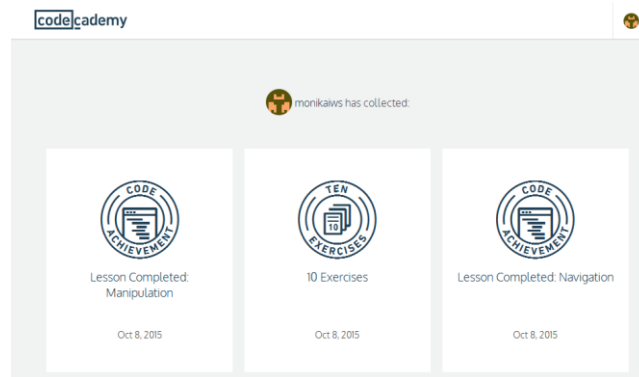 codecademy
monikaiws has collected:
CODE
ACHIEVEMENT
Lesson Completed:
Manipulation
Oct 8, 2015
TEN
10
EXERCISES
10 Exercises
Oct 8, 2015
CODE
ACHIEVEMENT
Lesson Completed: Navigation
Oct 8, 2015